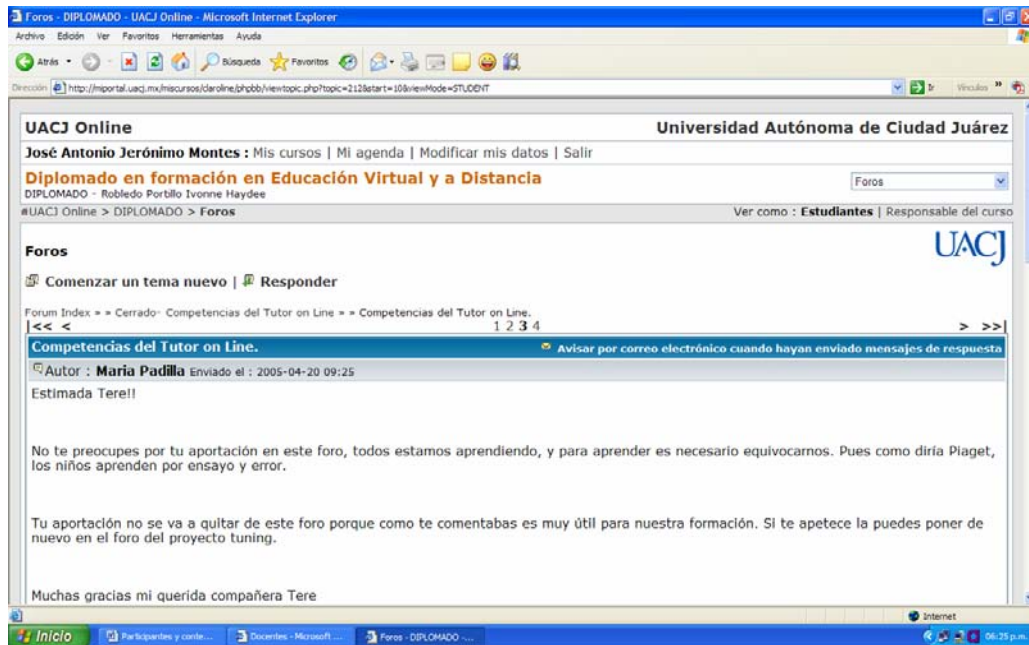 Foros - DIPLOMADO - UACJ Online - Microsoft Internet Explorer
Archivo Edición Ver Favoritos Herramientas Ayuda
Atrás Búsqueda Favoritos
Dirección http://miportal.uacj.mx/miscursos/claroline/phpbb/viewtopic.php?topic=212&start=10&viewMode=STUDENT Ir Vínculos »
UACJ Online Universidad Autónoma de Ciudad Juárez
José Antonio Jerónimo Montes : Mis cursos | Mi agenda | Modificar mis datos | Salir
Diplomado en formación en Educación Virtual y a Distancia Foros
DIPLOMADO - Robledo Portillo Ivonne Haydee
#UACJ Online > DIPLOMADO > Foros Ver como : Estudiantes | Responsable del curso
UACJ
Foros
Comenzar un tema nuevo | Responder
Forum Index » » Cerrado- Competencias del Tutor on Line » » Competencias del Tutor on Line.
|<< < 1 2 3 4 > >>|
Competencias del Tutor on Line. Avisar por correo electrónico cuando hayan enviado mensajes de respuesta
Autor : Maria Padilla Enviado el : 2005-04-20 09:25
Estimada Tere!!
No te preocupes por tu aportación en este foro, todos estamos aprendiendo, y para aprender es necesario equivocarnos. Pues como diría Piaget,
los niños aprenden por ensayo y error.
Tu aportación no se va a quitar de este foro porque como te comentabas es muy útil para nuestra formación. Si te apetece la puedes poner de
nuevo en el foro del proyecto tuning.
Muchas gracias mi querida compañera Tere
Internet
Inicio Participantes y conte... Docentes - Microsoft ... Foros - DIPLOMADO -... 06:25 p.m.